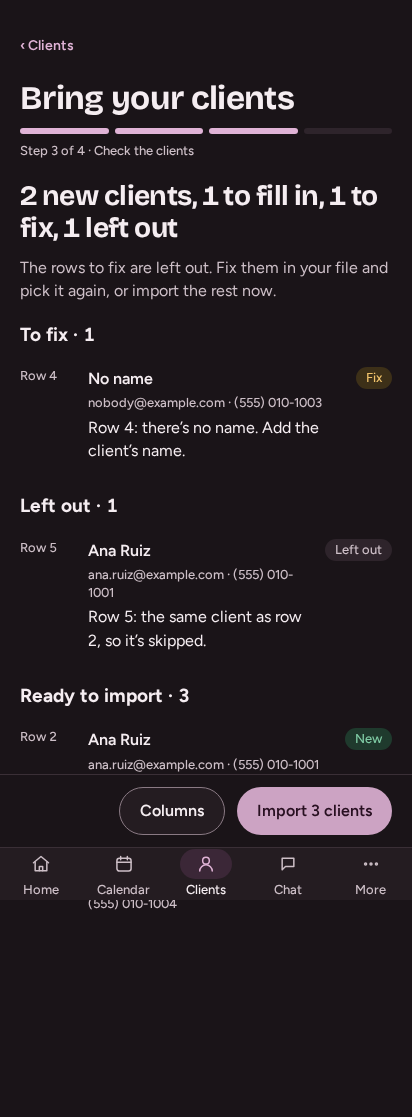 ‹ Clients
Bring your clients
Step 3 of 4 · Check the clients
2 new clients, 1 to fill in, 1 to
fix, 1 left out
The rows to fix are left out. Fix them in your file and
pick it again, or import the rest now.
To fix · 1
Row 4
No name
Fix
nobody@example.com · (555) 010-1003
Row 4: there’s no name. Add the
client’s name.
Left out · 1
Row 5
Ana Ruiz
Left out
ana.ruiz@example.com · (555) 010-
1001
Row 5: the same client as row
2, so it’s skipped.
Ready to import · 3
Row 2
Ana Ruiz
New
ana.ruiz@example.com · (555) 010-1001
Columns
Import 3 clients
Home
Calendar
Clients
Chat
More
(555) 010-1004